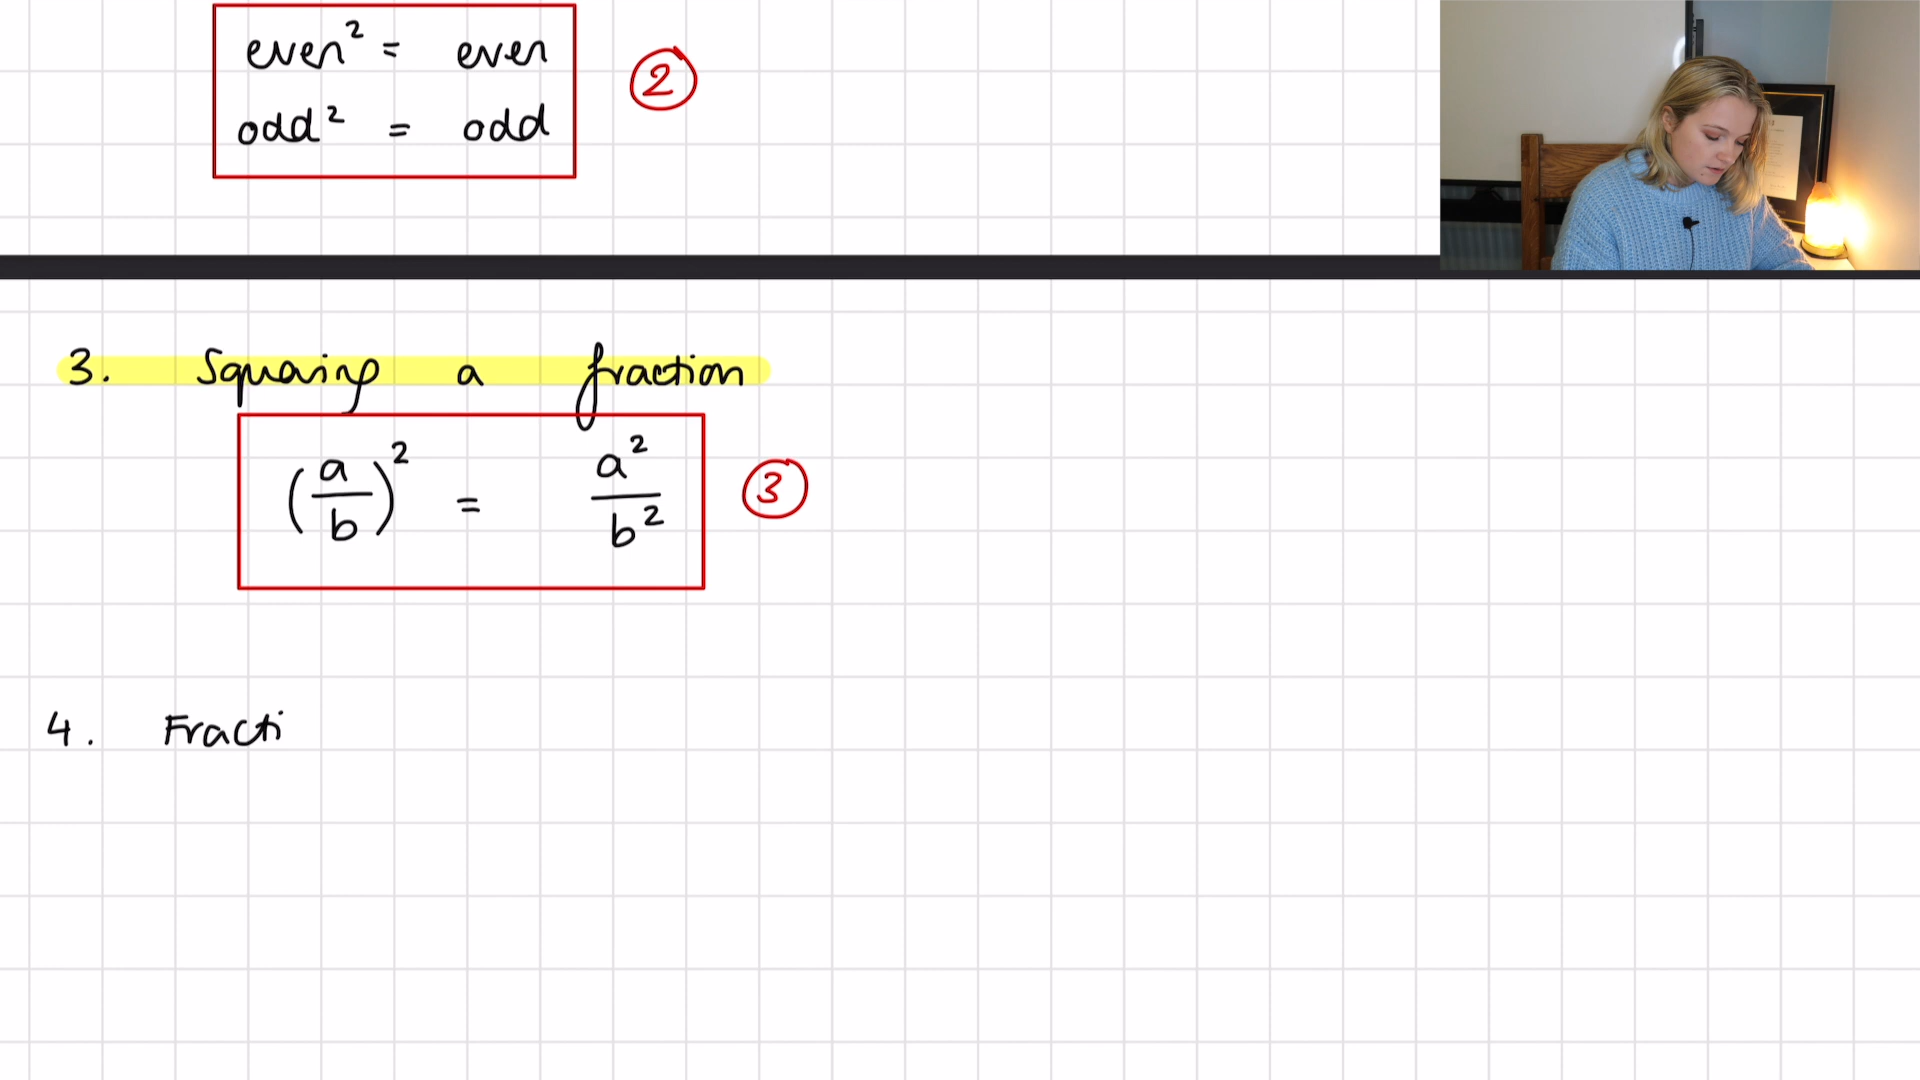 even² = even
②
odd² = odd
3. Squaring a fraction
(a/b)² = a²/b²
③
4. Fracti